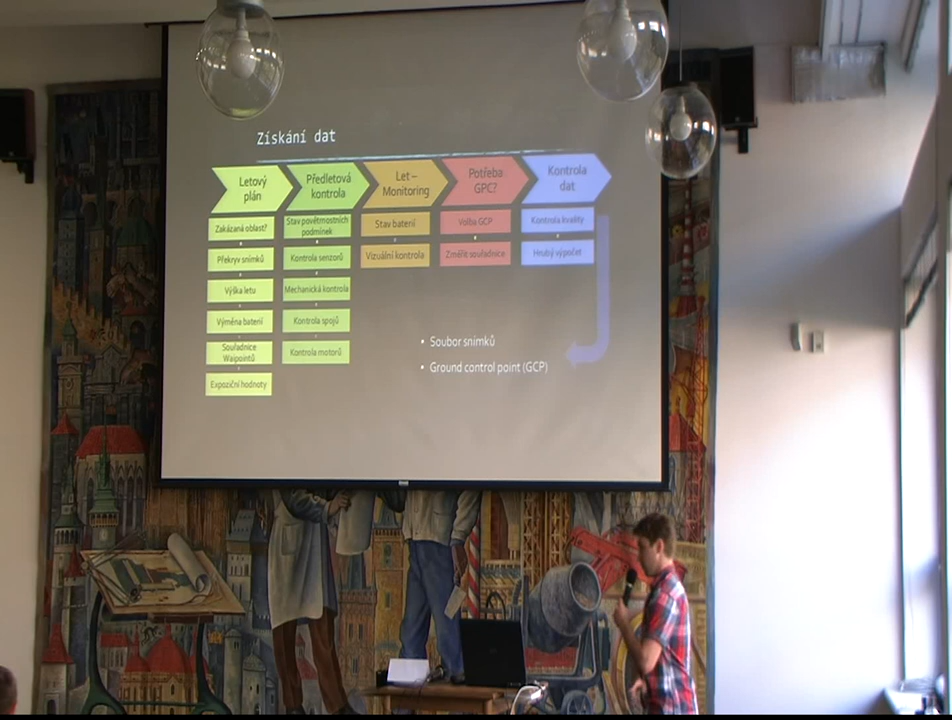 Získání dat
Letový
plán
Předletová
kontrola
Let –
Monitoring
Potřeba
GPC?
Kontrola
dat
Zakázaná oblast?
Překryv snímků
Výška letu
Výměna baterií
Souřadnice
Waipointů
Expoziční hodnoty
Stav povětrnostních
podmínek
Kontrola senzorů
Mechanická kontrola
Kontrola spojů
Kontrola motorů
Stav baterií
Vizuální kontrola
Volba GCP
Změřit souřadnice
Kontrola kvality
Hrubý výpočet
• Soubor snímků
• Ground control point (GCP)